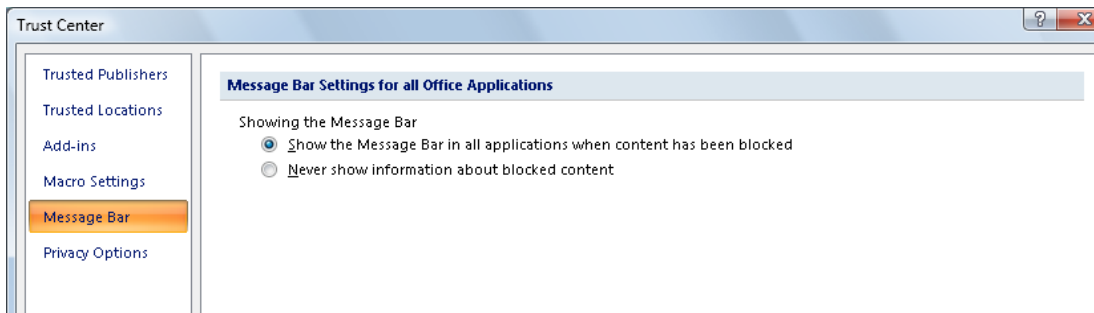 Trust Center
Trusted Publishers
Trusted Locations
Add-ins
Macro Settings
Message Bar
Privacy Options
Message Bar Settings for all Office Applications
Showing the Message Bar
Show the Message Bar in all applications when content has been blocked
Never show information about blocked content